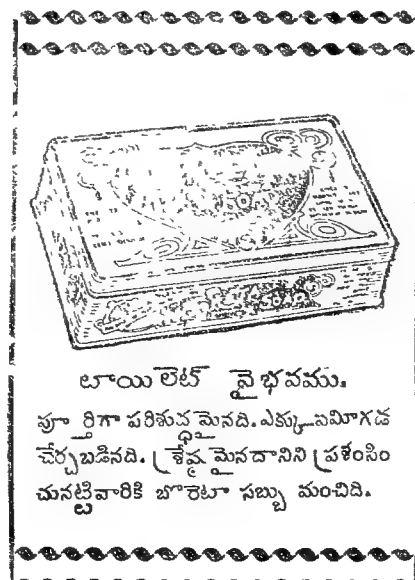 టాయిలెట్ వైభవము.
పూర్తిగా పరిశుద్ధమైనది. ఎక్కు
చేర్చబడినది. శ్రేష్ఠమైనదానిని ప్రశంసిం
చునట్టివారికి బొరెటా సబ్బు మంచిది.